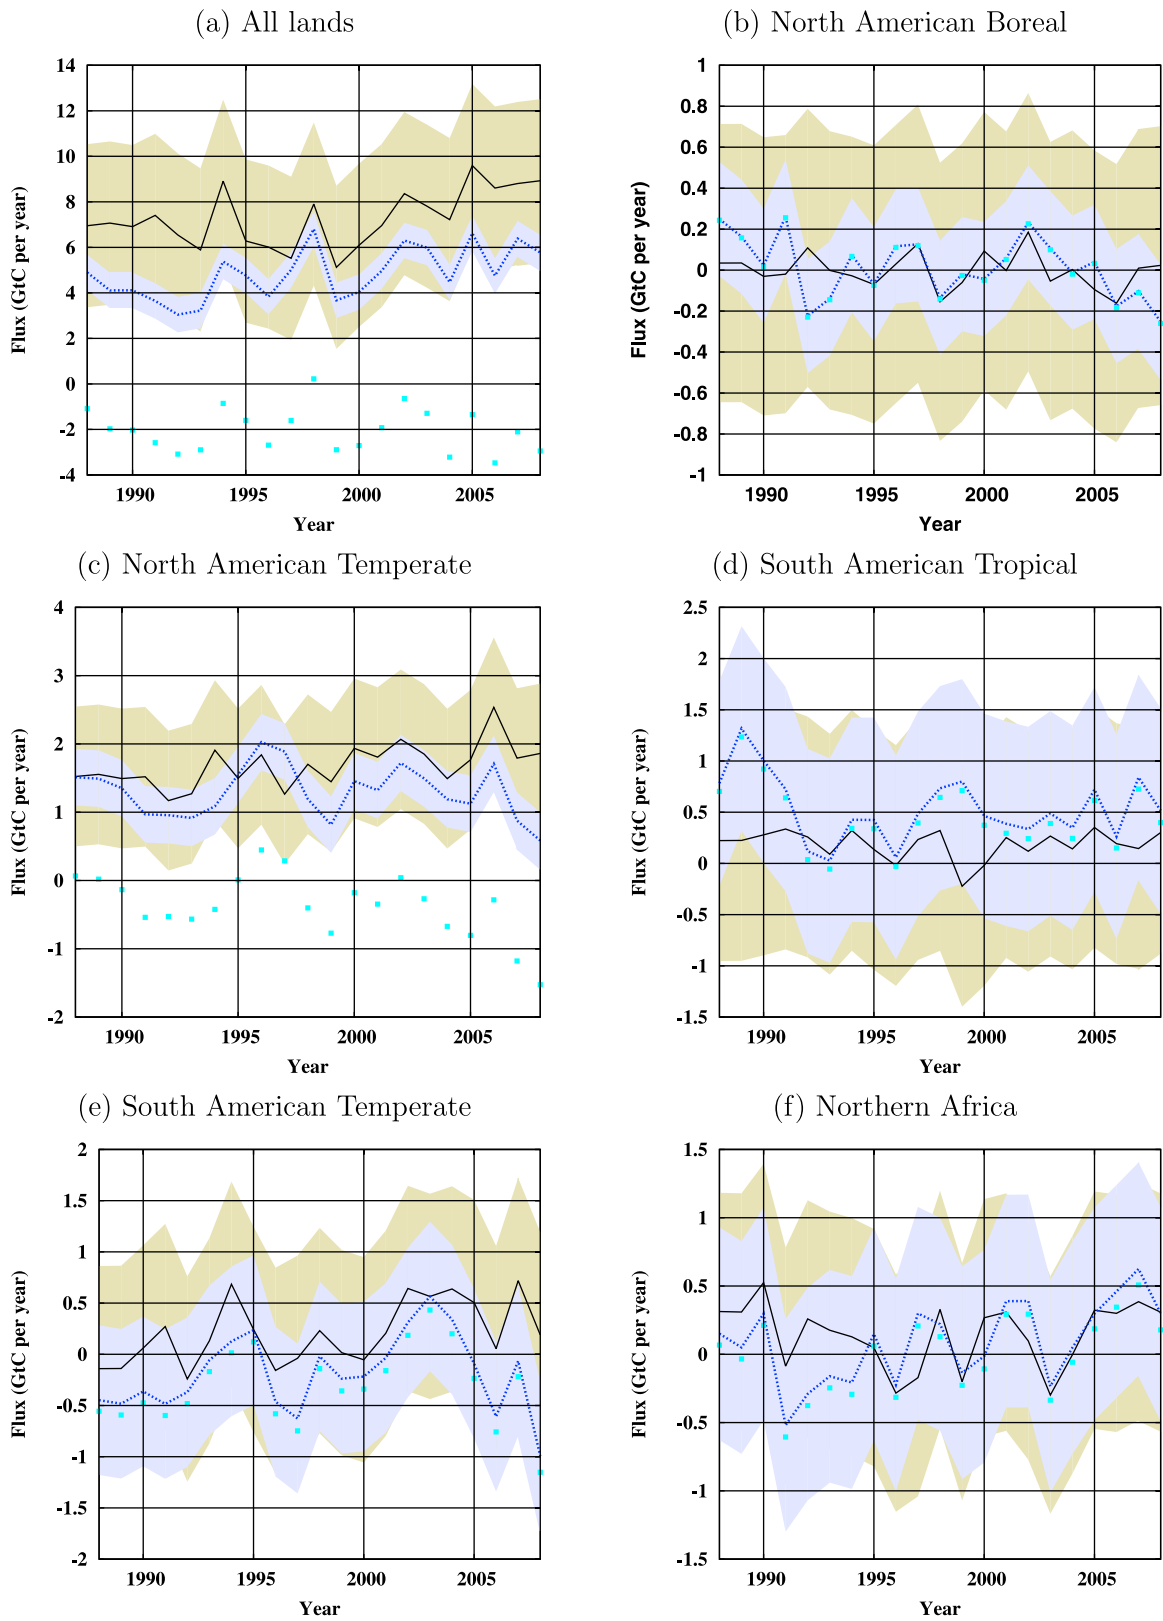 (a) All lands
14
12
10
8
6
4
2
0
-2
-4
Flux (GtC per year)
1990 1995 2000 2005
Year
(b) North American Boreal
1
0.8
0.6
0.4
0.2
0
-0.2
-0.4
-0.6
-0.8
-1
Flux (GtC per year)
1990 1995 2000 2005
Year
(c) North American Temperate
4
3
2
1
0
-1
-2
Flux (GtC per year)
1990 1995 2000 2005
Year
(d) South American Tropical
2.5
2
1.5
1
0.5
0
-0.5
-1
-1.5
Flux (GtC per year)
1990 1995 2000 2005
Year
(e) South American Temperate
2
1.5
1
0.5
0
-0.5
-1
-1.5
-2
Flux (GtC per year)
1990 1995 2000 2005
Year
(f) Northern Africa
1.5
1
0.5
0
-0.5
-1
-1.5
Flux (GtC per year)
1990 1995 2000 2005
Year